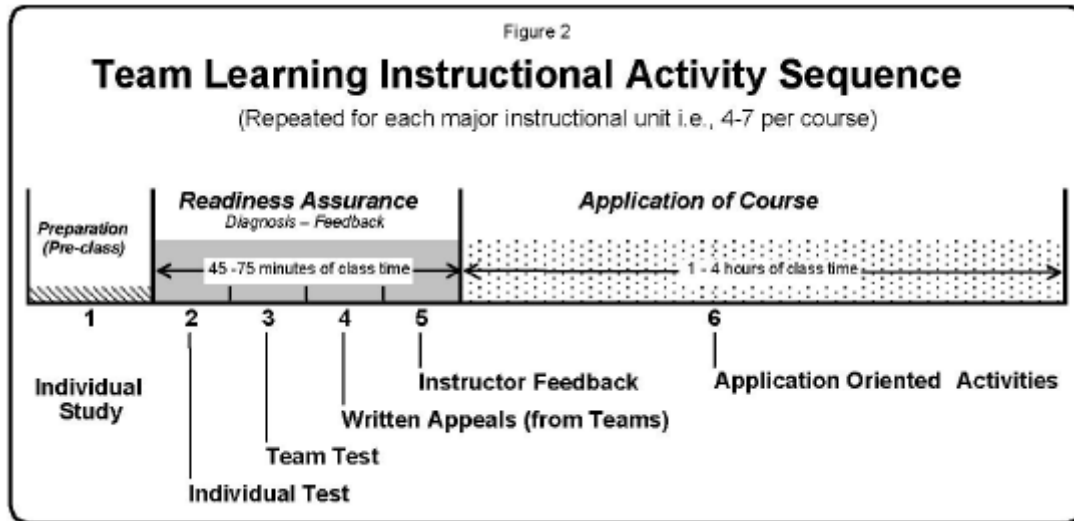 Figure 2
Team Learning Instructional Activity Sequence
(Repeated for each major instructional unit i.e., 4-7 per course)
Preparation
(Pre-class)
Readiness Assurance
Diagnosis – Feedback
Application of Course
45 -75 minutes of class time
1 - 4 hours of class time
1
2
3
4
5
6
Individual
Study
Instructor Feedback
Application Oriented Activities
Written Appeals (from Teams)
Team Test
Individual Test